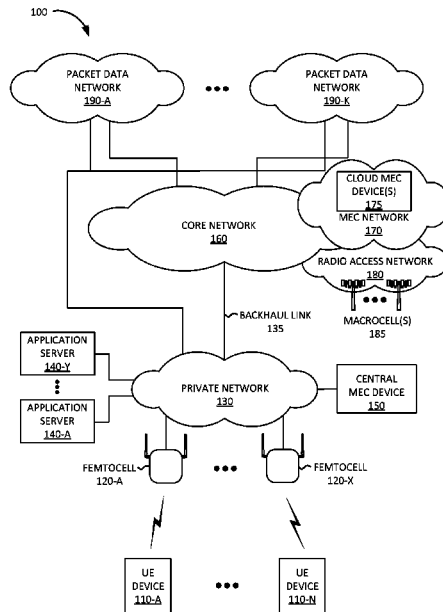 100
PACKET DATA
NETWORK
190-A
PACKET DATA
NETWORK
190-K
CLOUD MEC
DEVICE(S)
175
MEC NETWORK
170
CORE NETWORK
160
RADIO ACCESS NETWORK
180
MACROCELL(S)
185
BACKHAUL LINK
135
APPLICATION
SERVER
140-Y
PRIVATE NETWORK
130
CENTRAL
MEC DEVICE
150
APPLICATION
SERVER
140-A
FEMTOCELL
120-A
FEMTOCELL
120-X
UE
DEVICE
110-A
UE
DEVICE
110-N